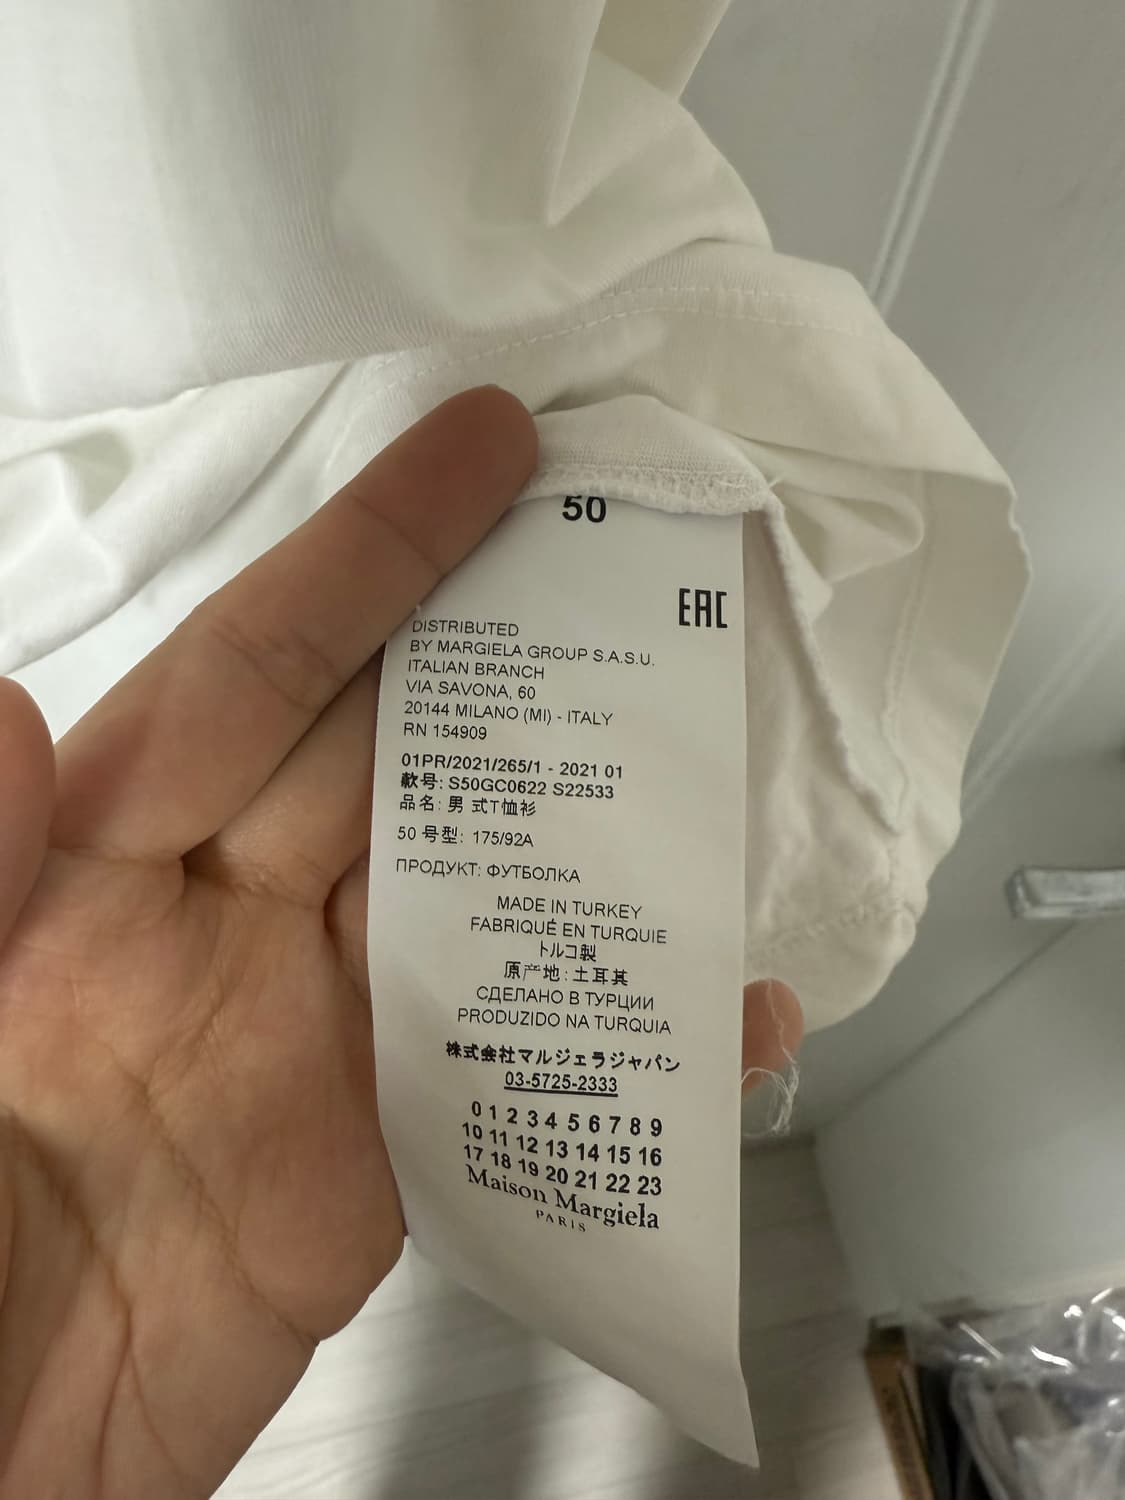 50
EAC
DISTRIBUTED
BY MARGIELA GROUP S.A.S.U.
ITALIAN BRANCH
VIA SAVONA, 60
20144 MILANO (MI) - ITALY
RN 154909
01PR/2021/265/1 - 2021 01
款号: S50GC0622 S22533
品名: 男 式T恤衫
50 号型: 175/92A
ПРОДУКТ: ФУТБОЛКА
MADE IN TURKEY
FABRIQUÉ EN TURQUIE
トルコ製
原产地: 土耳其
СДЕЛАНО В ТУРЦИИ
PRODUZIDO NA TURQUIA
株式会社マルジェラジャパン
03-5725-2333
0 1 2 3 4 5 6 7 8 9
10 11 12 13 14 15 16
17 18 19 20 21 22 23
Maison Margiela
PARIS